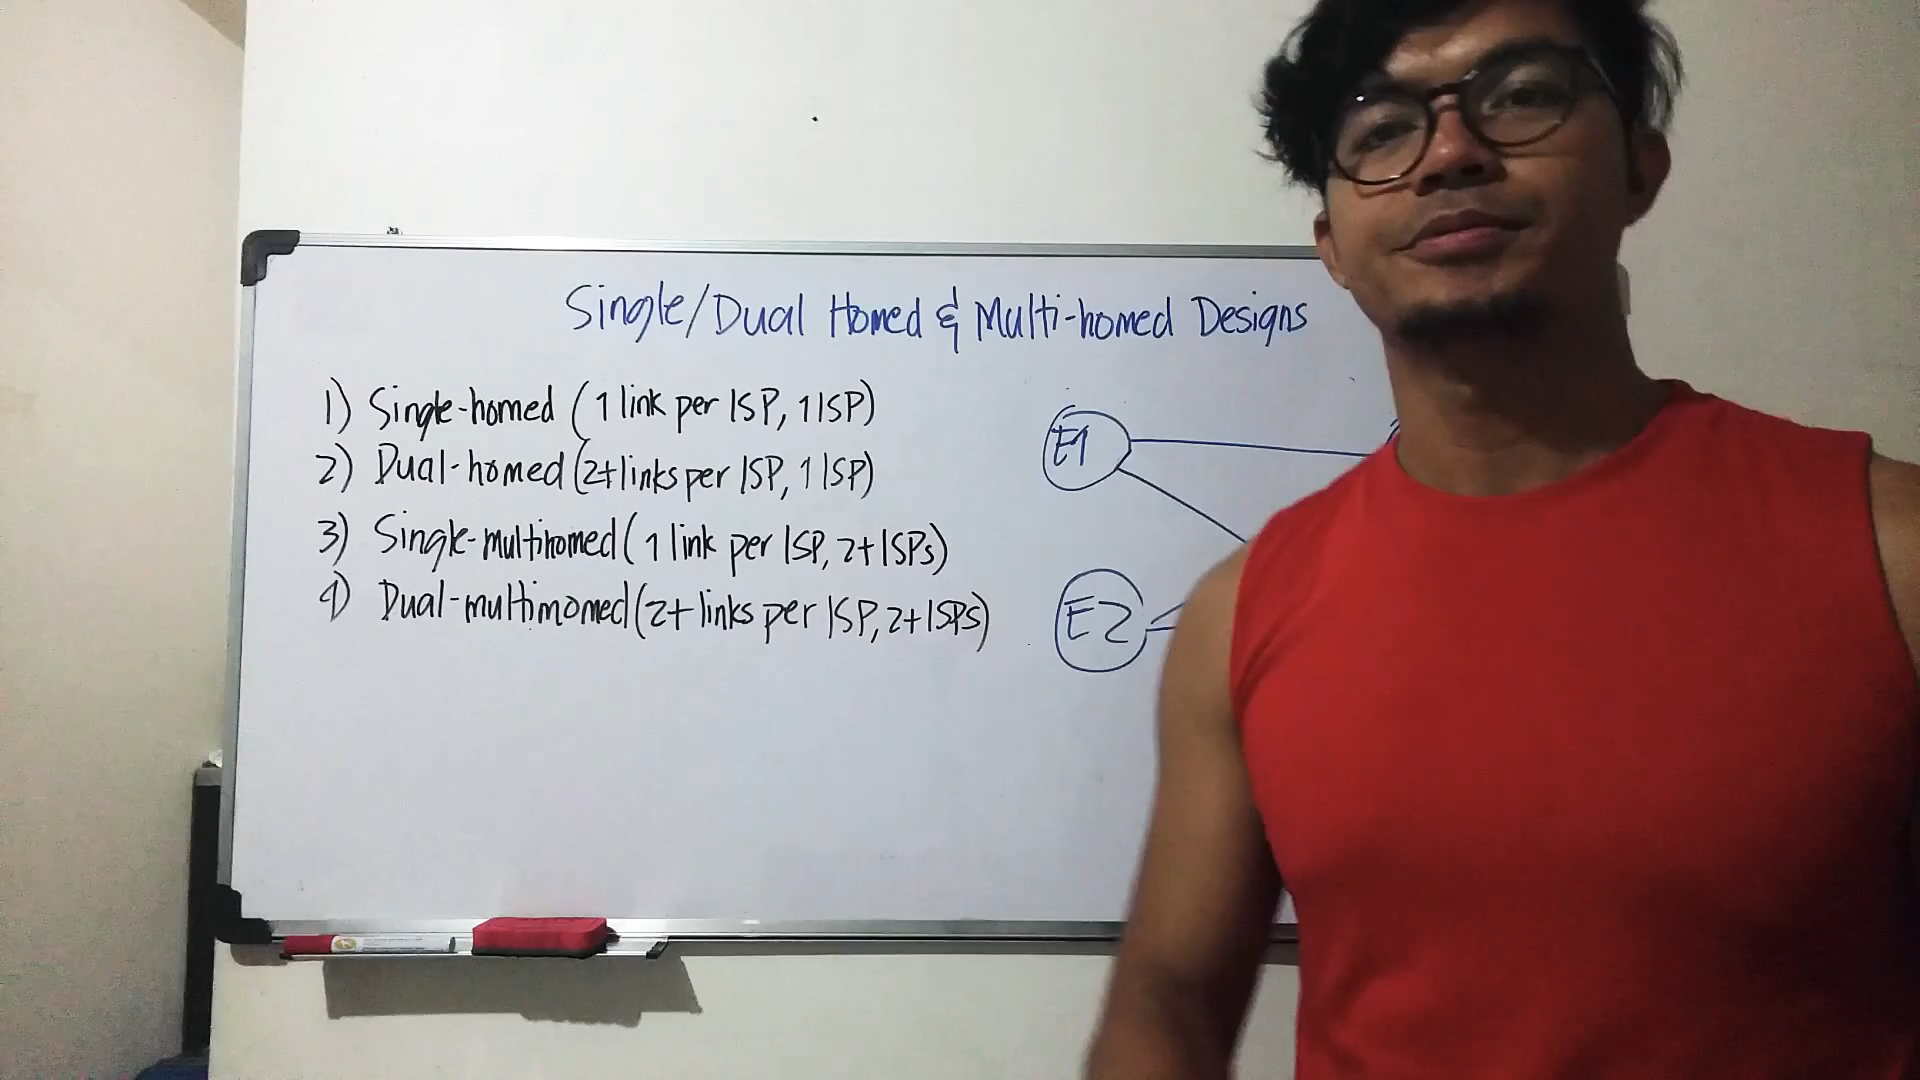 Single/Dual Homed & Multi-homed Designs
1) Single-homed (1 link per ISP, 1 ISP)
2) Dual-homed (2+ links per ISP, 1 ISP)
3) Single-multihomed (1 link per ISP, 2+ ISPs)
4) Dual-multimomed (2+ links per ISP, 2+ ISPs)
E1
E2